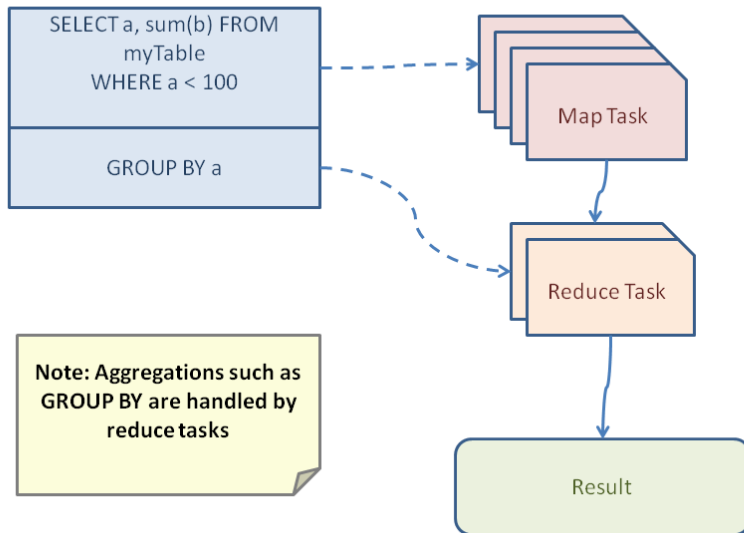 SELECT a, sum(b) FROM
myTable
WHERE a < 100
GROUP BY a
Map Task
Reduce Task
Note: Aggregations such as
GROUP BY are handled by
reduce tasks
Result